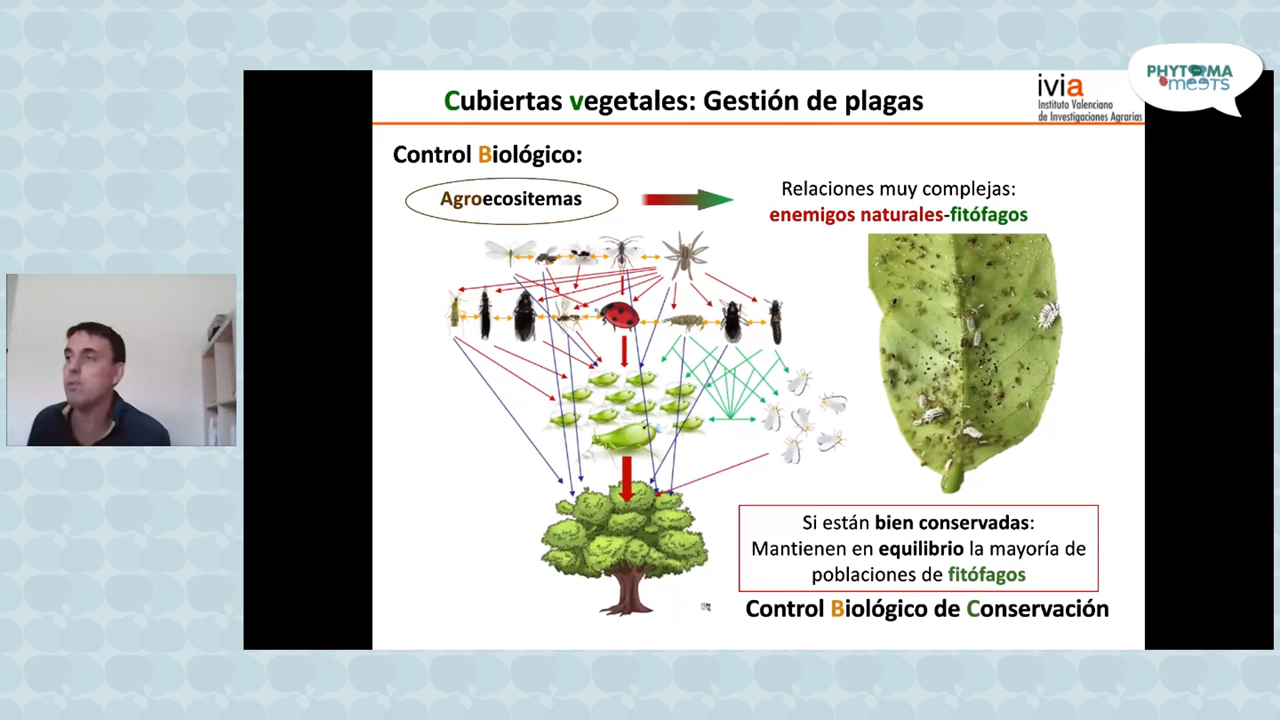 PHYTOMA
meets
Cubiertas vegetales: Gestión de plagas
ivia
Instituto Valenciano
de Investigaciones Agrarias
Control Biológico:
Agroecositemas
Relaciones muy complejas:
enemigos naturales-fitófagos
Si están bien conservadas:
Mantienen en equilibrio la mayoría de
poblaciones de fitófagos
Control Biológico de Conservación